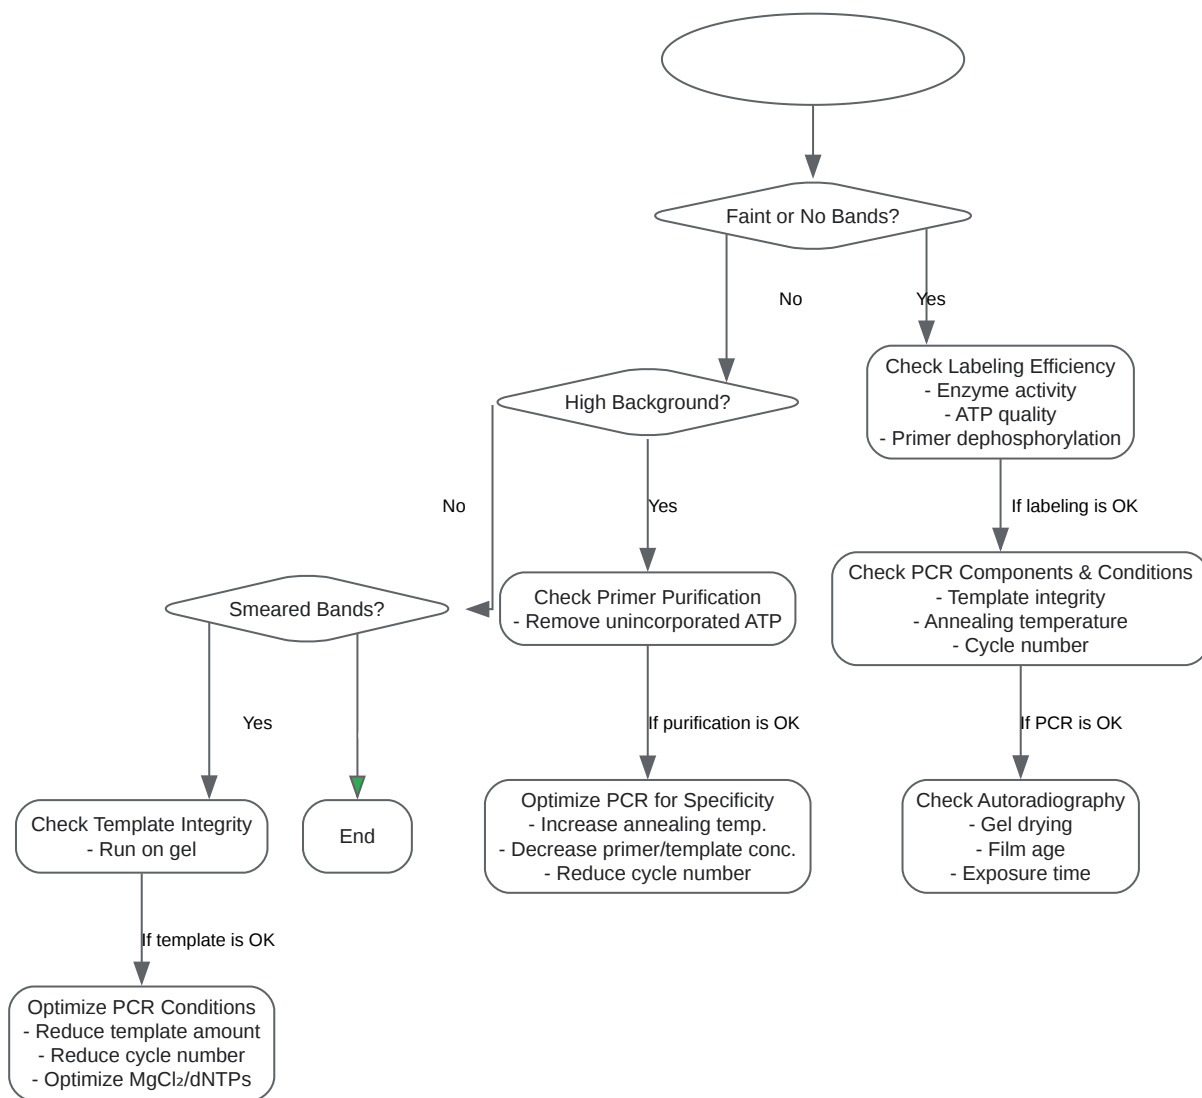 Faint or No Bands?
No
Yes
Check Labeling Efficiency
- Enzyme activity
- ATP quality
- Primer dephosphorylation
High Background?
No
Yes
If labeling is OK
Smeared Bands?
Check Primer Purification
- Remove unincorporated ATP
Check PCR Components & Conditions
- Template integrity
- Annealing temperature
- Cycle number
Yes
If purification is OK
If PCR is OK
Check Template Integrity
- Run on gel
End
Optimize PCR for Specificity
- Increase annealing temp.
- Decrease primer/template conc.
- Reduce cycle number
Check Autoradiography
- Gel drying
- Film age
- Exposure time
If template is OK
Optimize PCR Conditions
- Reduce template amount
- Reduce cycle number
- Optimize MgCl₂/dNTPs